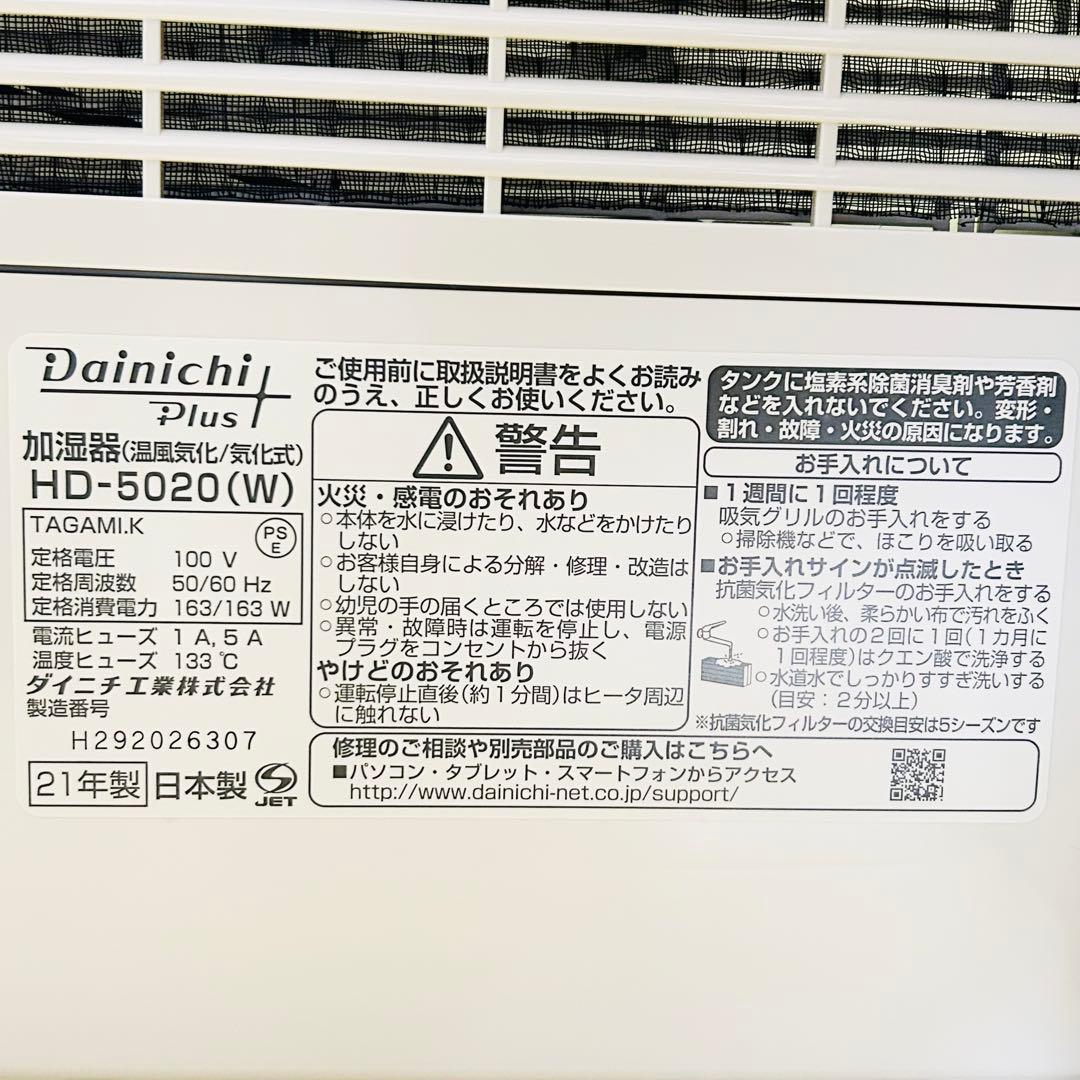 Dainichi
Plus
加湿器(温風気化/気化式)
HD-5020(W)
TAGAMI.K
PS
E
定格電圧 100 V
定格周波数 50/60 Hz
定格消費電力 163/163 W
電流ヒューズ 1 A, 5 A
温度ヒューズ 133 ℃
ダイニチ工業株式会社
製造番号
H292026307
21年製 日本製
JET
ご使用前に取扱説明書をよくお読み
のうえ、正しくお使いください。
警告
火災・感電のおそれあり
○本体を水に浸けたり、水などをかけたり
しない
○お客様自身による分解・修理・改造は
しない
○幼児の手の届くところでは使用しない
○異常・故障時は運転を停止し、電源
プラグをコンセントから抜く
やけどのおそれあり
○運転停止直後(約1分間)はヒータ周辺
に触れない
タンクに塩素系除菌消臭剤や芳香剤
などを入れないでください。変形・
割れ・故障・火災の原因になります。
お手入れについて
■1週間に1回程度
吸気グリルのお手入れをする
○掃除機などで、ほこりを吸い取る
■お手入れサインが点滅したとき
抗菌気化フィルターのお手入れをする
○水洗い後、柔らかい布で汚れをふく
○お手入れの2回に1回(1カ月に
1回程度)はクエン酸で洗浄する
○水道水でしっかりすすぎ洗いする
(目安:2分以上)
※抗菌気化フィルターの交換目安は5シーズンです
修理のご相談や別売部品のご購入はこちらへ
■パソコン・タブレット・スマートフォンからアクセス
http://www.dainichi-net.co.jp/support/